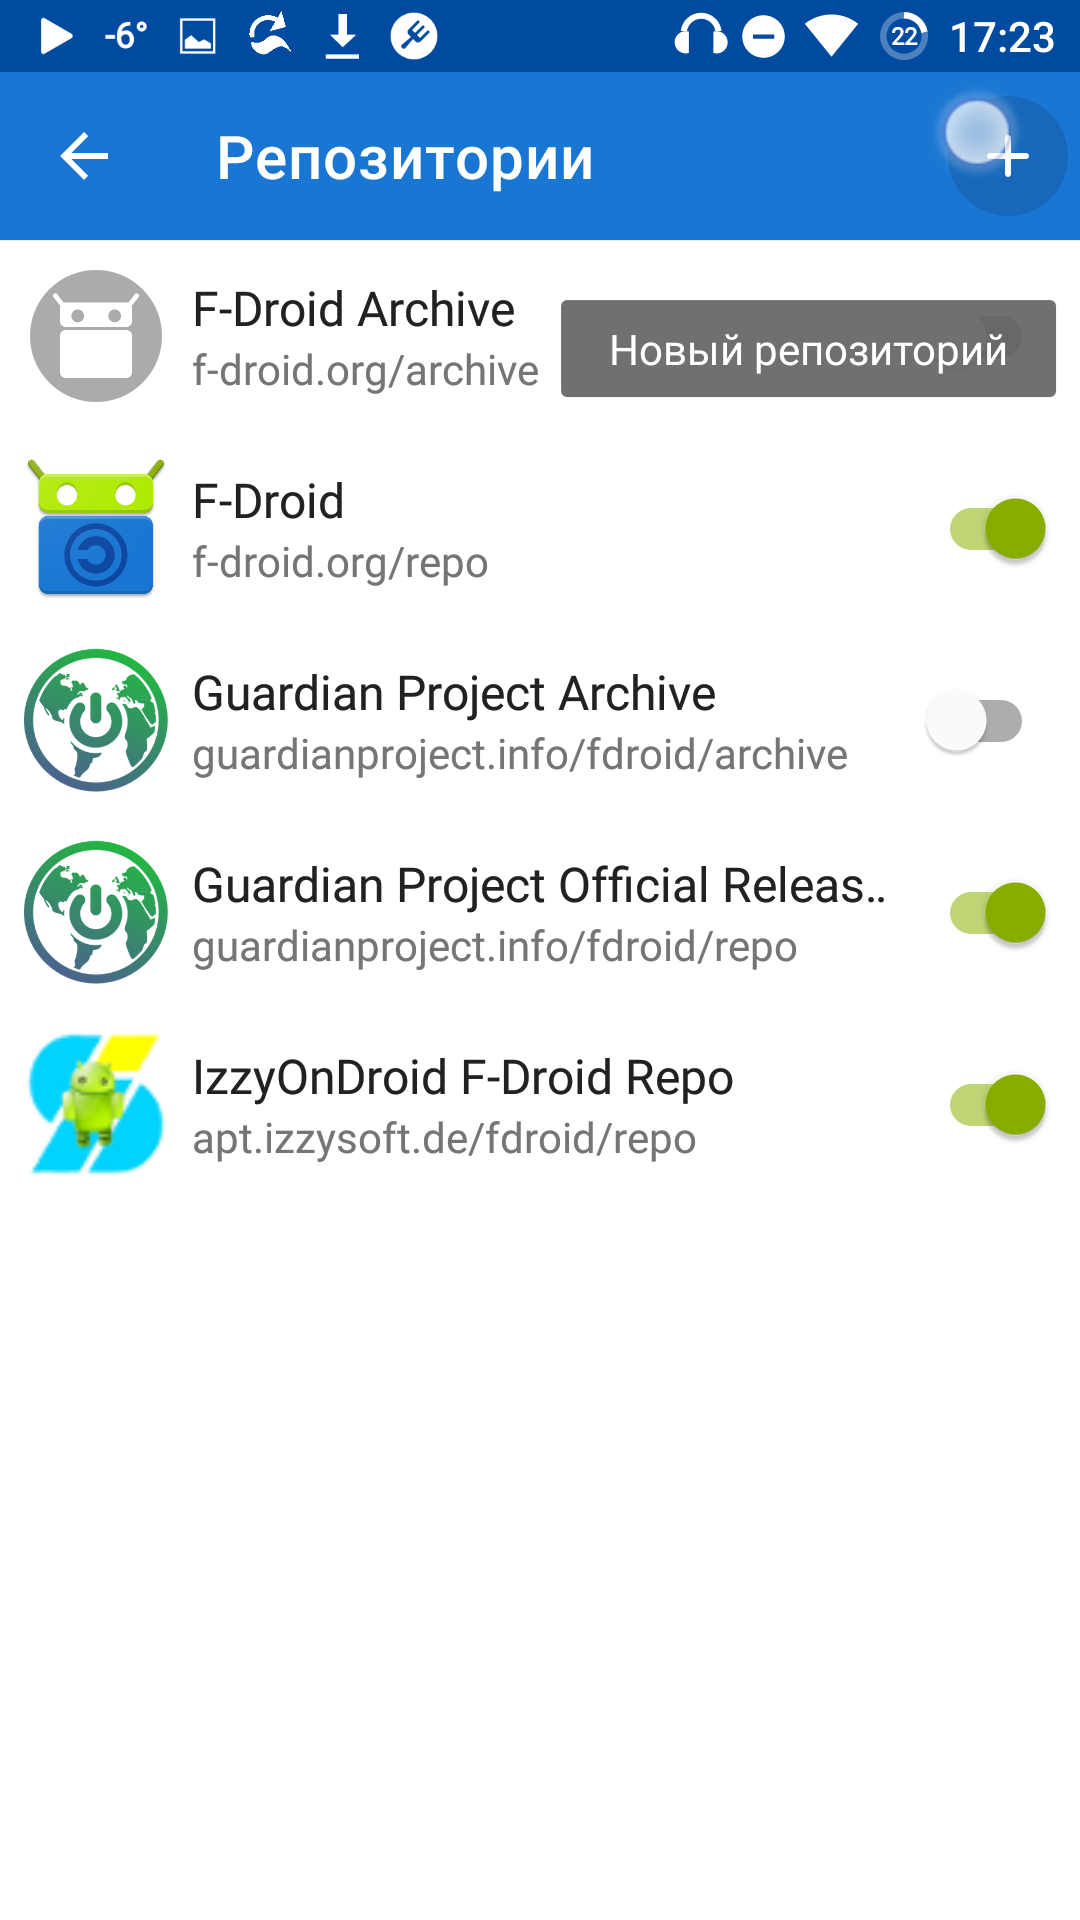 -6° 22 17:23
Репозитории
F-Droid Archive
f-droid.org/archive
Новый репозиторий
F-Droid
f-droid.org/repo
Guardian Project Archive
guardianproject.info/fdroid/archive
Guardian Project Official Releas..
guardianproject.info/fdroid/repo
IzzyOnDroid F-Droid Repo
apt.izzysoft.de/fdroid/repo